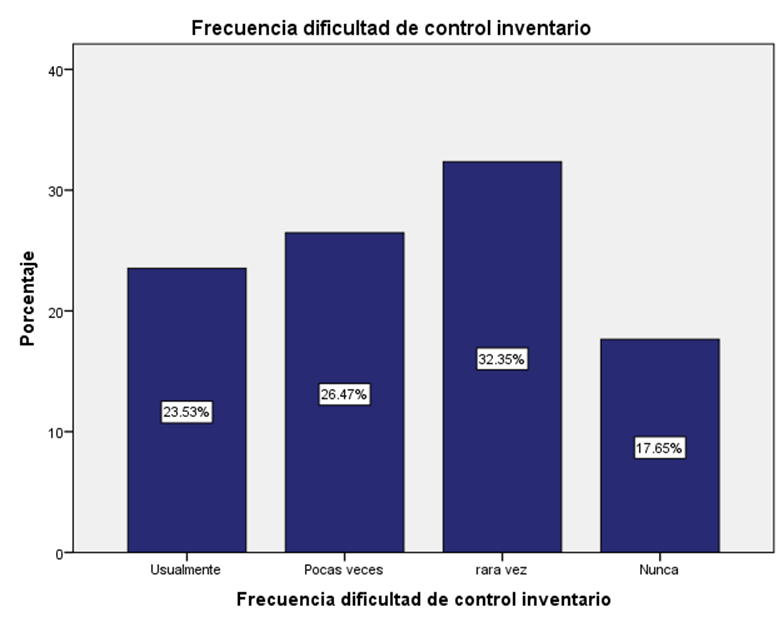 Frecuencia dificultad de control inventario
Porcentaje
40
30
20
10
0
23.53%
26.47%
32.35%
17.65%
Usualmente
Pocas veces
rara vez
Nunca
Frecuencia dificultad de control inventario